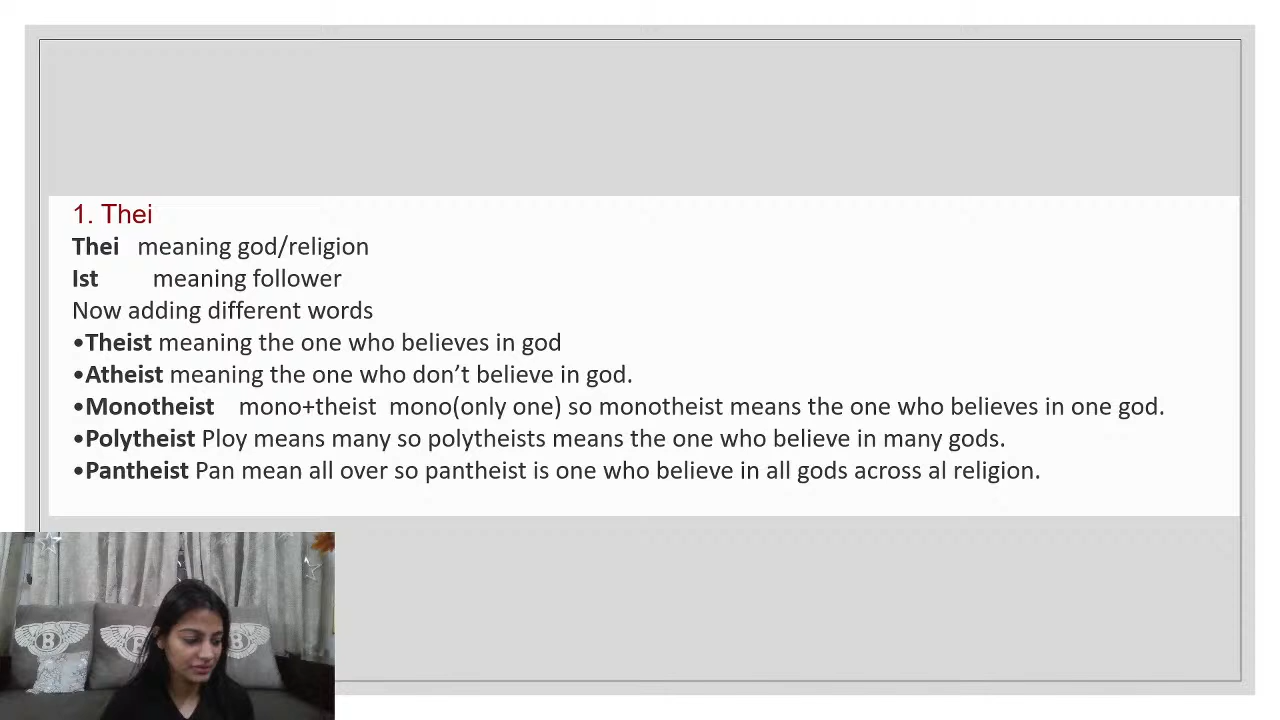 1. Thei
Thei meaning god/religion
Ist meaning follower
Now adding different words
•Theist meaning the one who believes in god
•Atheist meaning the one who don’t believe in god.
•Monotheist mono+theist mono(only one) so monotheist means the one who believes in one god.
•Polytheist Ploy means many so polytheists means the one who believe in many gods.
•Pantheist Pan mean all over so pantheist is one who believe in all gods across al religion.
B
B
B